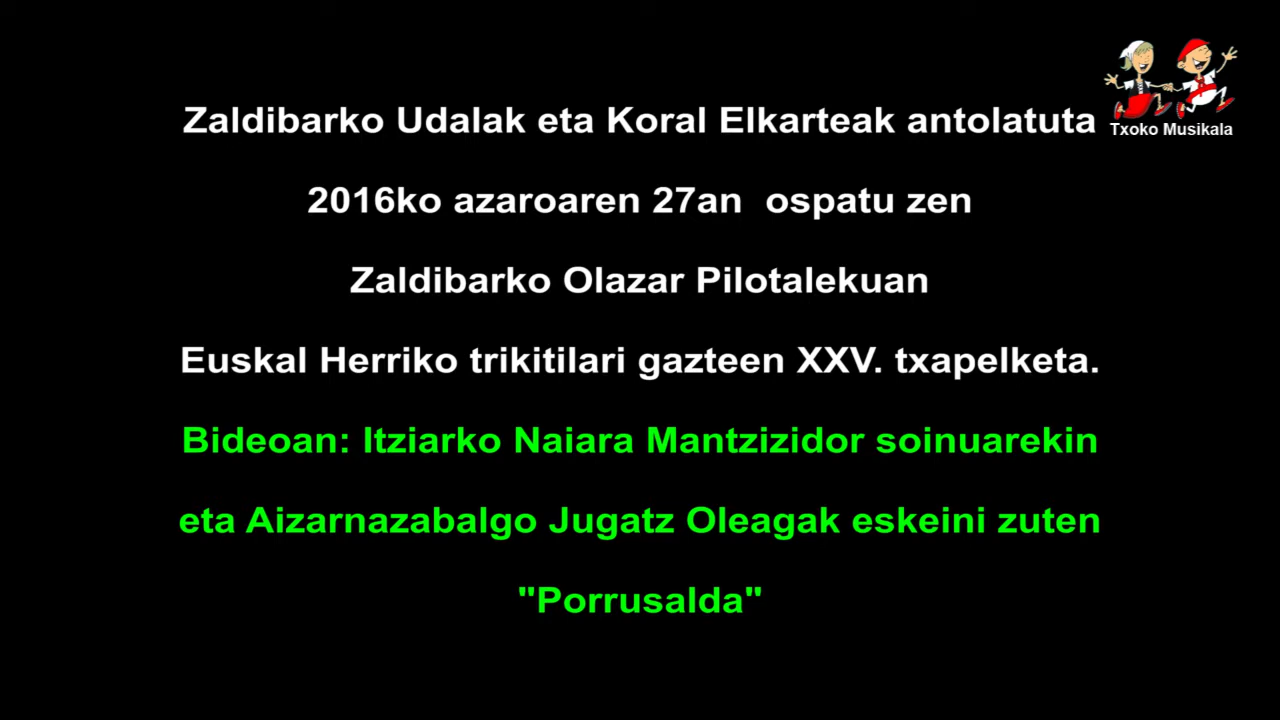 Zaldibarko Udalak eta Koral Elkarteak antolatuta
Txoko Musikala
2016ko azaroaren 27an  ospatu zen
Zaldibarko Olazar Pilotalekuan
Euskal Herriko trikitilari gazteen XXV. txapelketa.
Bideoan: Itziarko Naiara Mantzizidor soinuarekin
eta Aizarnazabalgo Jugatz Oleagak eskeini zuten
"Porrusalda"